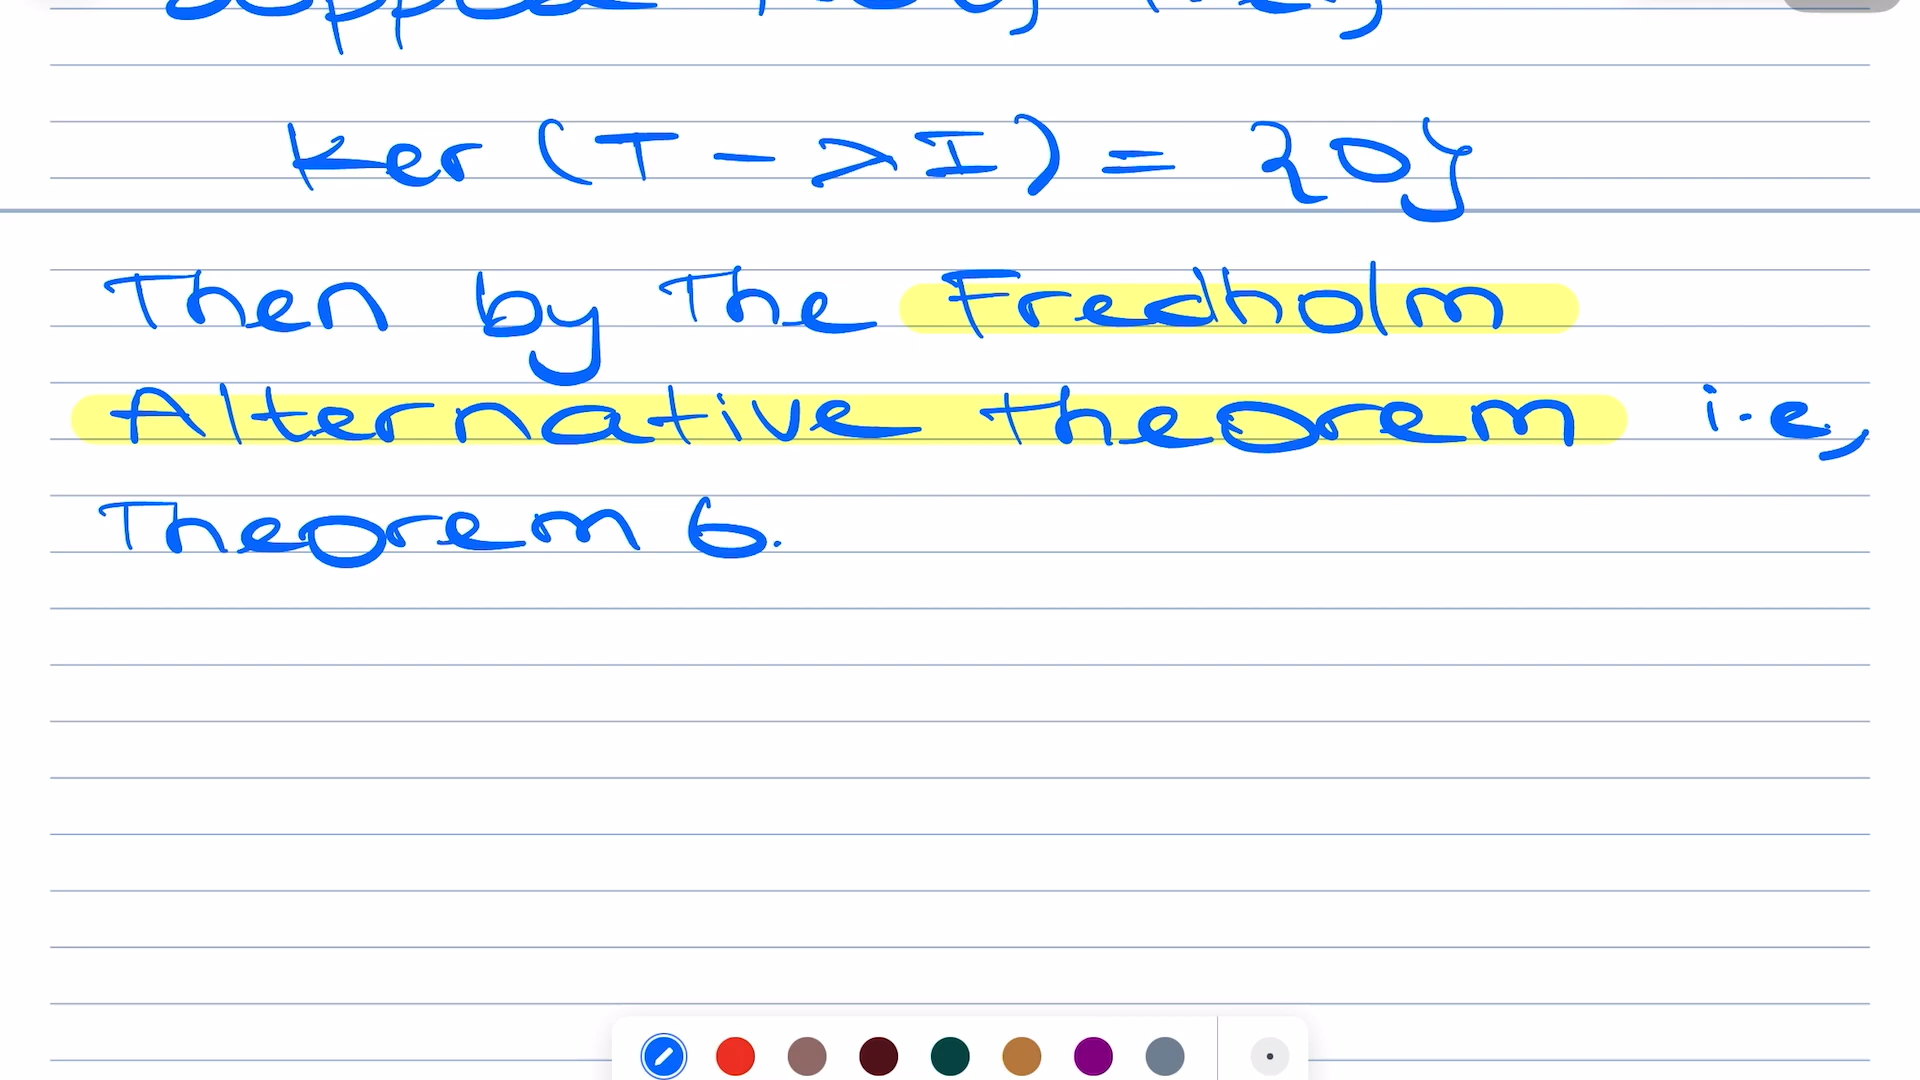 ker (T - λI) = {0}
Then by The Fredholm
Alternative theorem i.e,
Theorem 6.